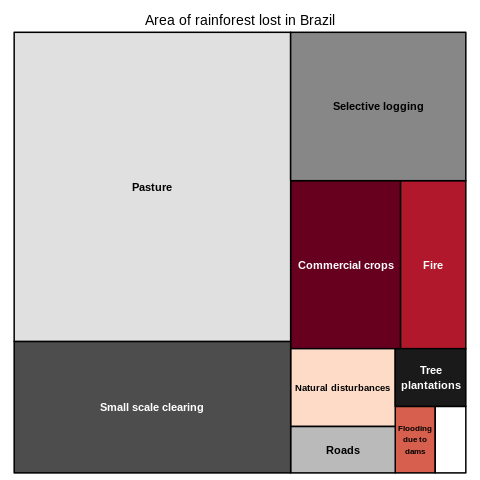 Area of rainforest lost in Brazil
Selective logging
Pasture
Commercial crops
Fire
Tree
plantations
Natural disturbances
Small scale clearing
Flooding
due to
dams
Roads